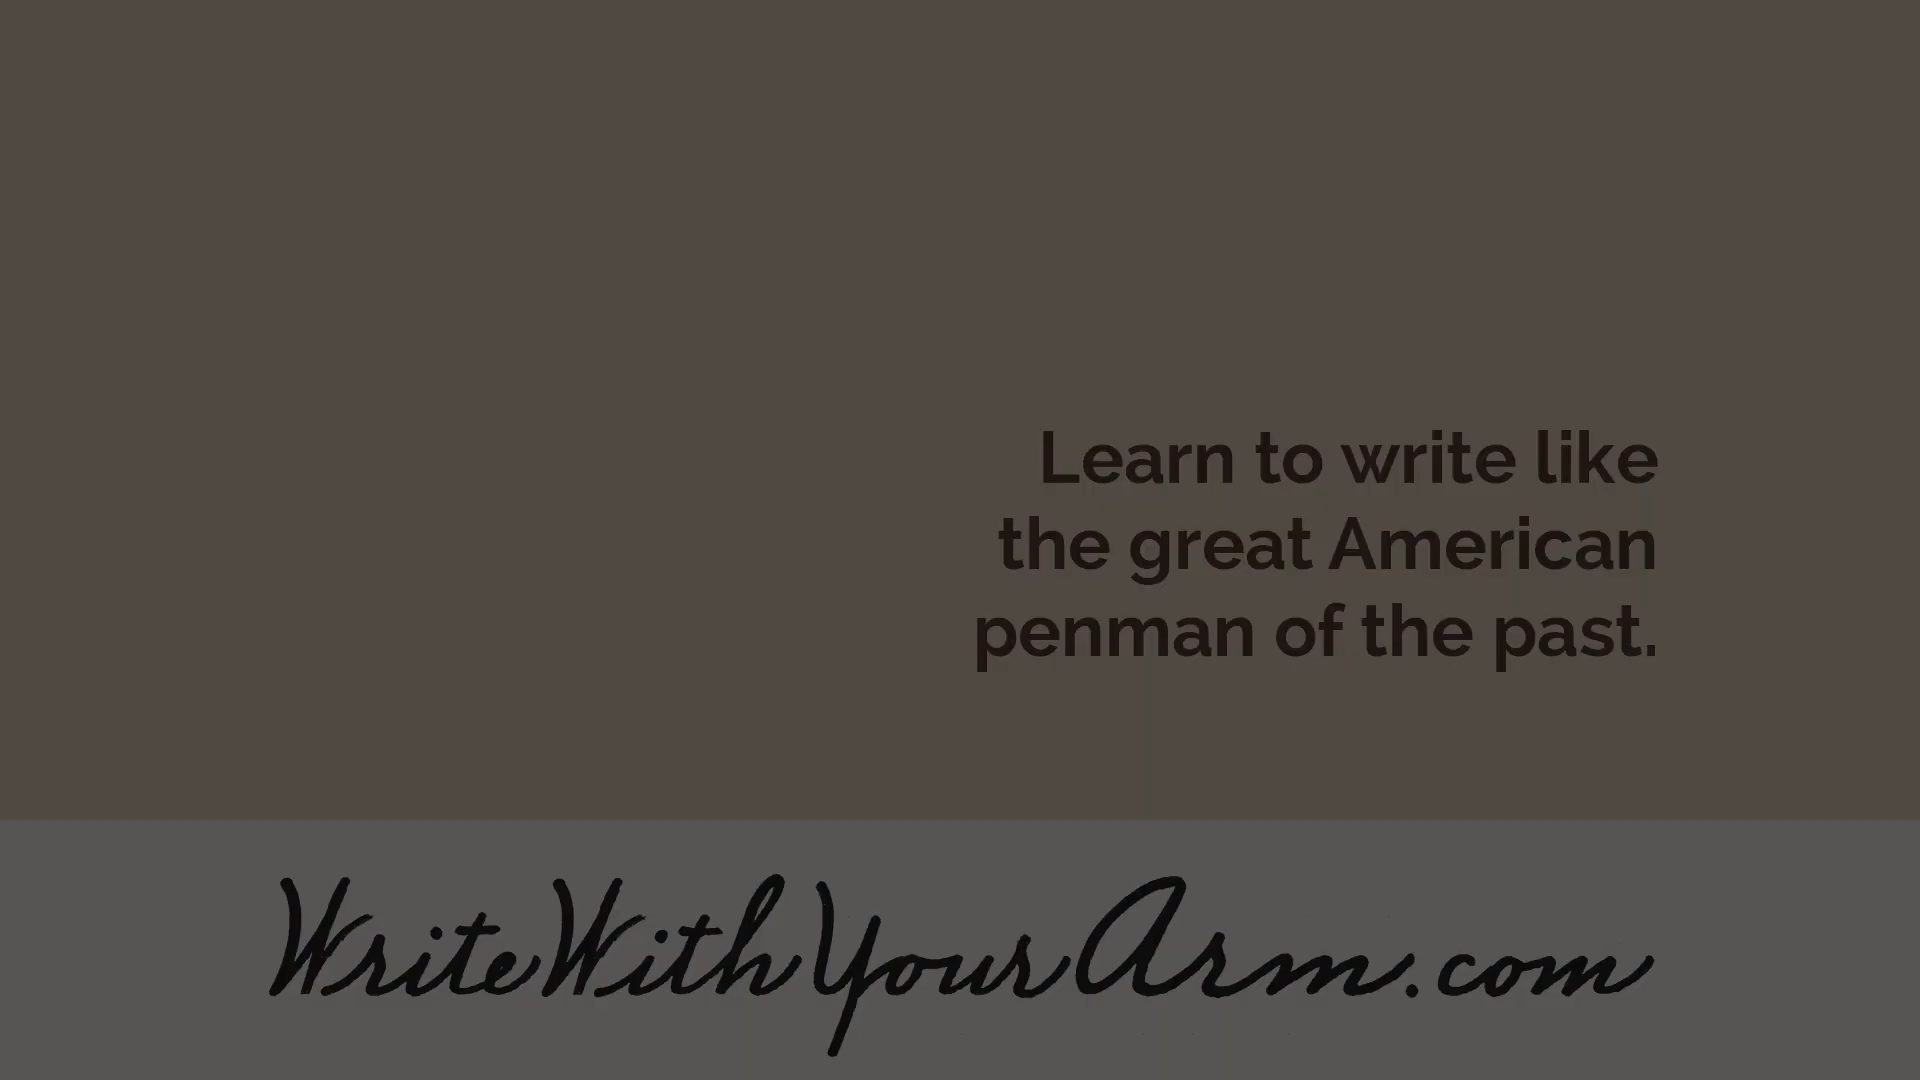 Learn to write like
the great American
penman of the past.
WriteWithYourArm.com